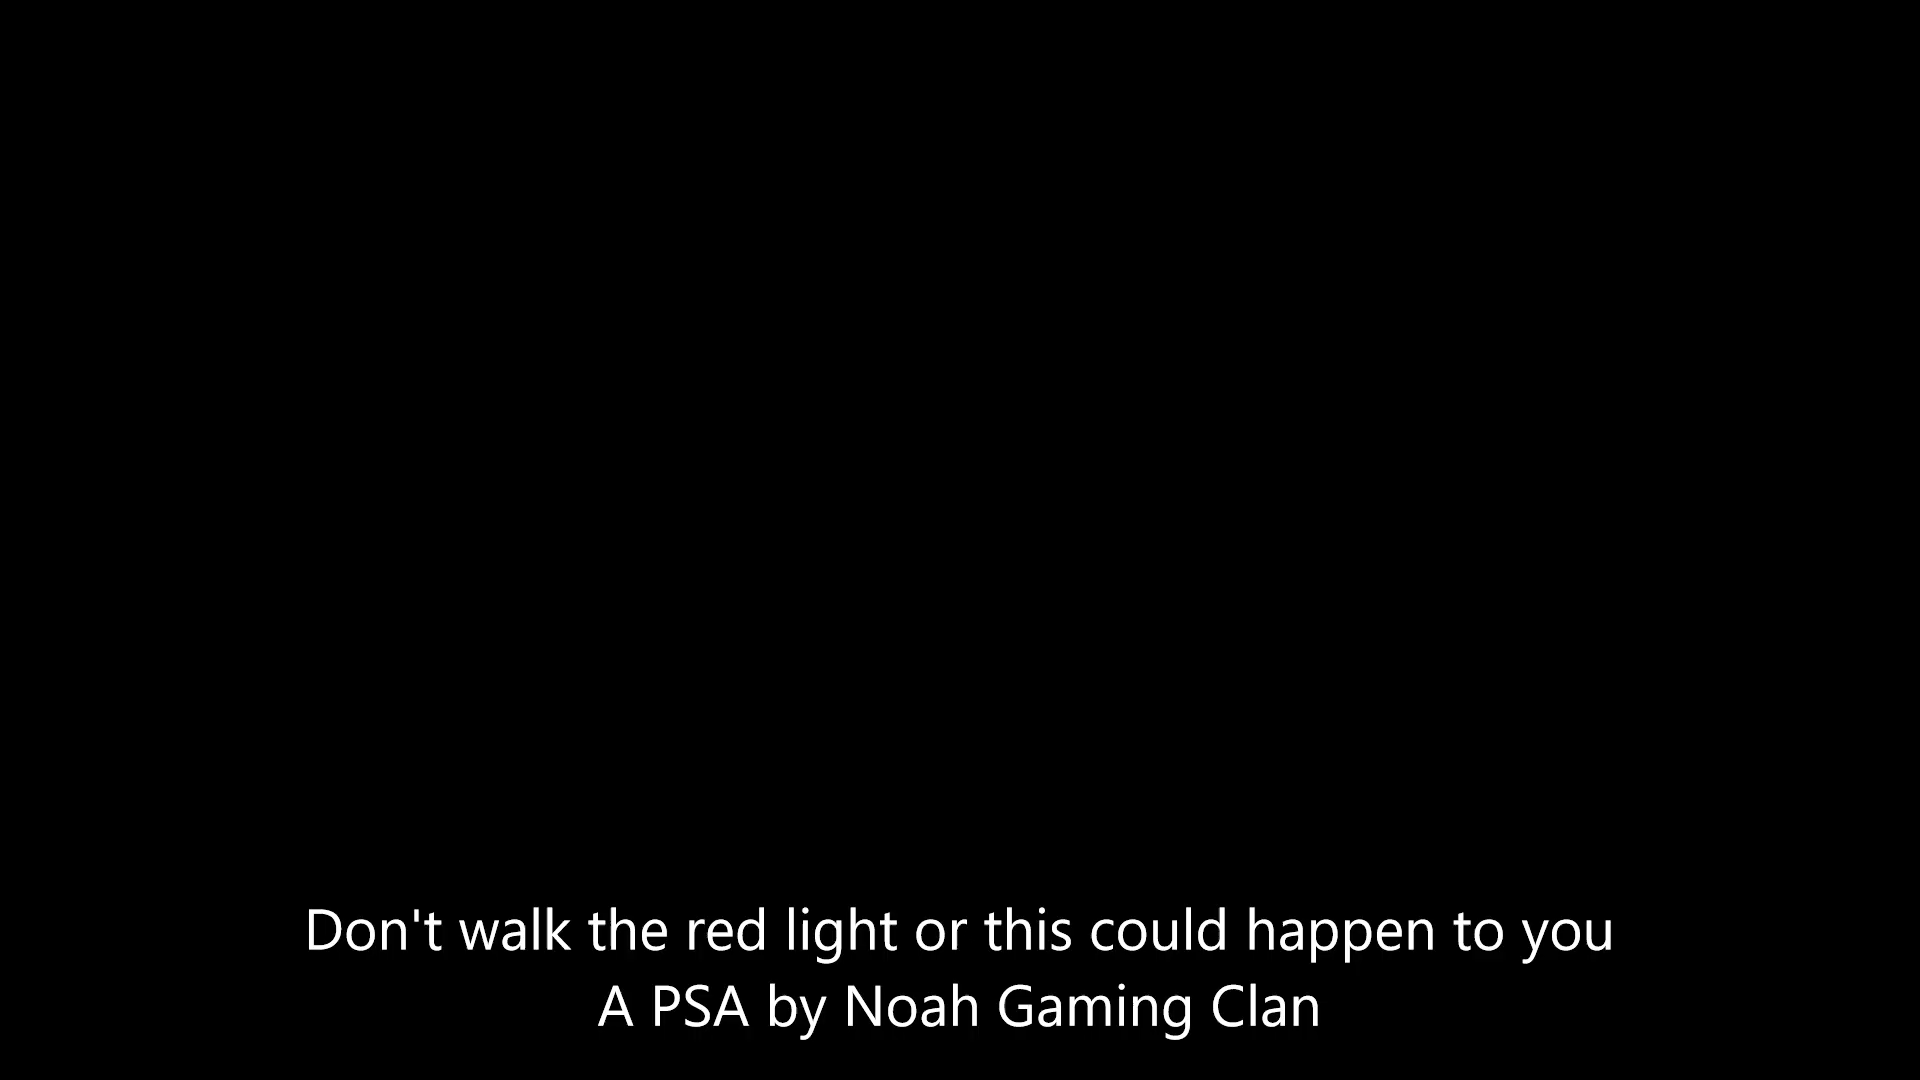 Don't walk the red light or this could happen to you
A PSA by Noah Gaming Clan